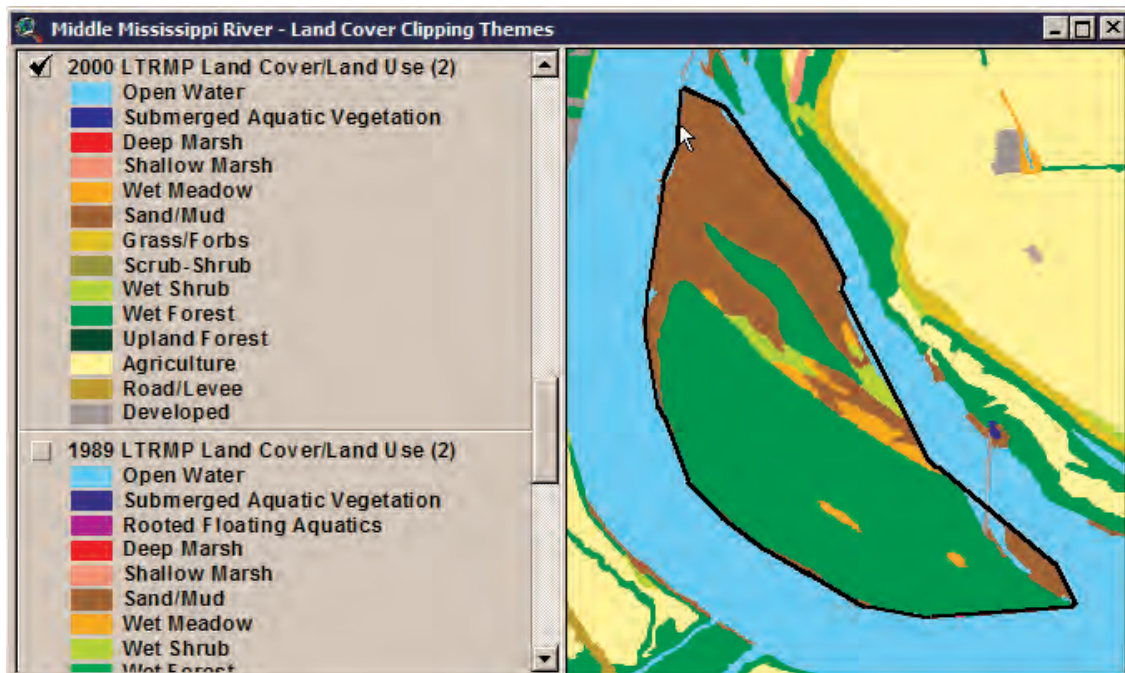 Middle Mississippi River - Land Cover Clipping Themes
2000 LTRMP Land Cover/Land Use (2)
Open Water
Submerged Aquatic Vegetation
Deep Marsh
Shallow Marsh
Wet Meadow
Sand/Mud
Grass/Forbs
Scrub-Shrub
Wet Shrub
Wet Forest
Upland Forest
Agriculture
Road/Levee
Developed
1989 LTRMP Land Cover/Land Use (2)
Open Water
Submerged Aquatic Vegetation
Rooted Floating Aquatics
Deep Marsh
Shallow Marsh
Sand/Mud
Wet Meadow
Wet Shrub
Wet Forest